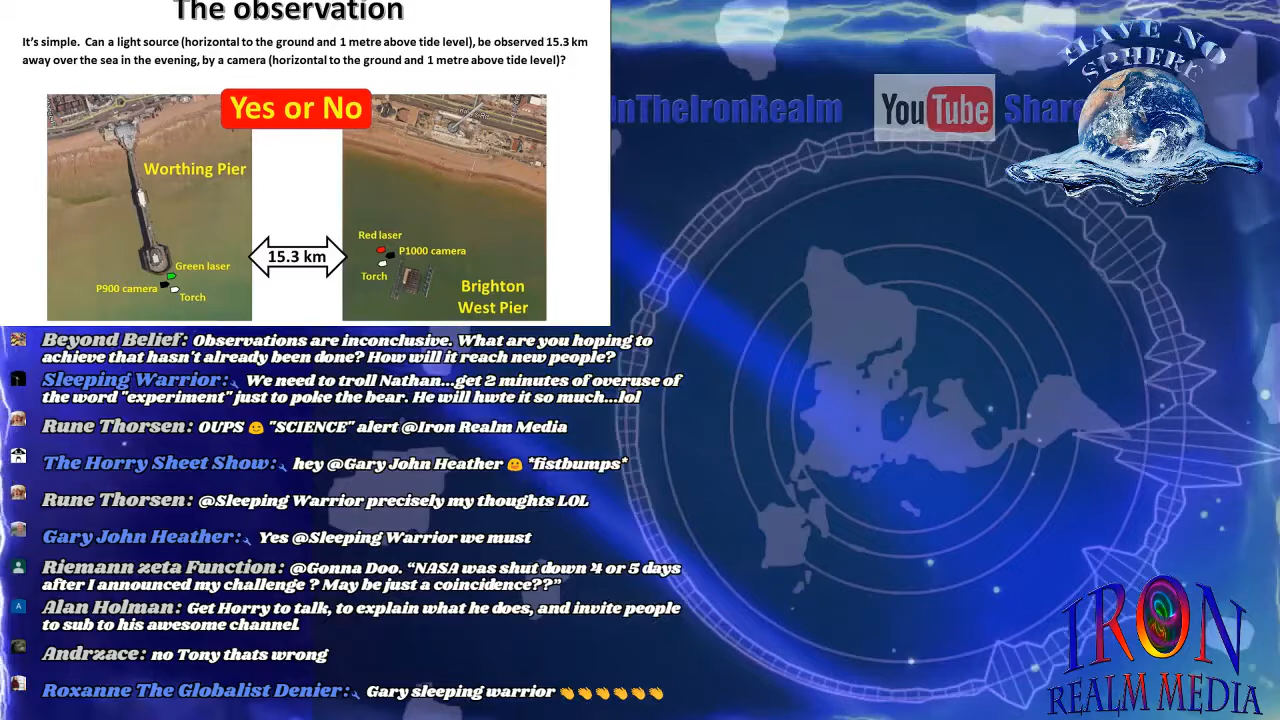 The observation
It's simple. Can a light source (horizontal to the ground and 1 metre above tide level), be observed 15.3 km
away over the sea in the evening, by a camera (horizontal to the ground and 1 metre above tide level)?
Yes or No
Worthing Pier
Green laser
P900 camera
Torch
15.3 km
Red laser
P1000 camera
Torch
Brighton
West Pier
nTheIronRealm
YouTube
Share
HAVE NO
SPHERE
Beyond Belief: Observations are inconclusive. What are you hoping to
achieve that hasn't already been done? How will it reach new people?
Sleeping Warrior: We need to troll Nathan...get 2 minutes of overuse of
the word "experiment" just to poke the bear. He will hwte it so much...lol
Rune Thorsen: OUPS 😀 "SCIENCE" alert @Iron Realm Media
The Horry Sheet Show: hey @Gary John Heather 😀 *fistbumps*
Rune Thorsen: @Sleeping Warrior precisely my thoughts LOL
Gary John Heather: Yes @Sleeping Warrior we must
Riemann zeta Function: @Gonna Doo. "NASA was shut down 4 or 5 days
after I announced my challenge ? May be just a coincidence??"
A
Alan Holman: Get Horry to talk, to explain what he does, and invite people
to sub to his awesome channel.
Andrzace: no Tony thats wrong
Roxanne The Globalist Denier: Gary sleeping warrior 👏👏👏👏👏👏
IRON
REALM MEDIA